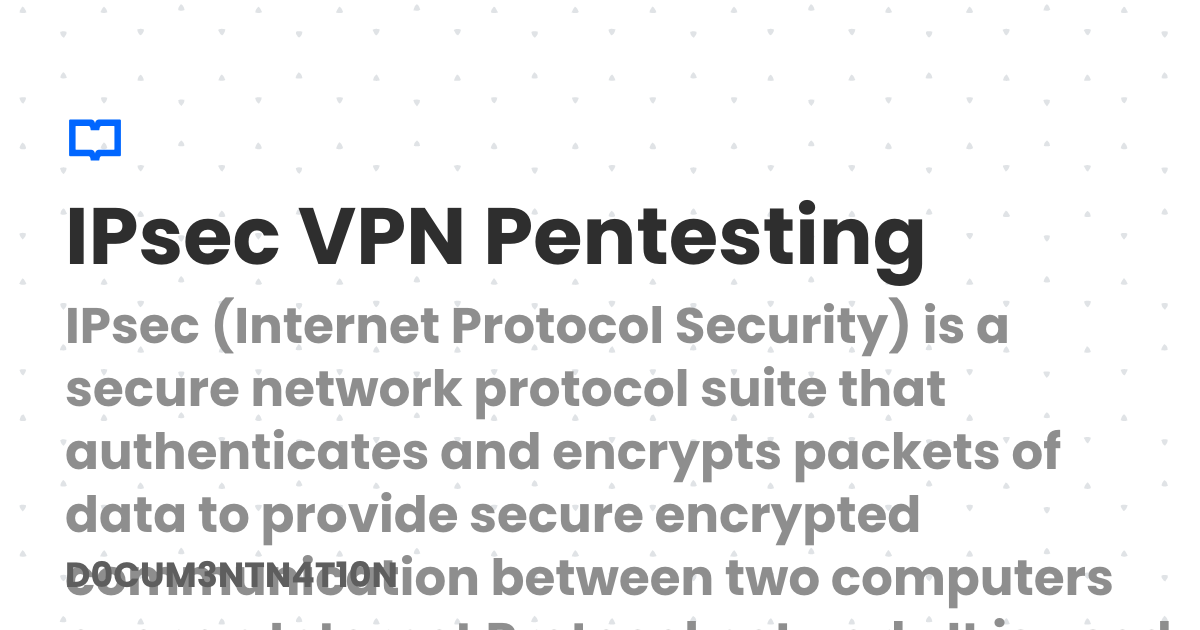 IPsec VPN Pentesting
IPsec (Internet Protocol Security) is a
secure network protocol suite that
authenticates and encrypts packets of
data to provide secure encrypted
communication between two computers
D0CUM3NTN4T10N